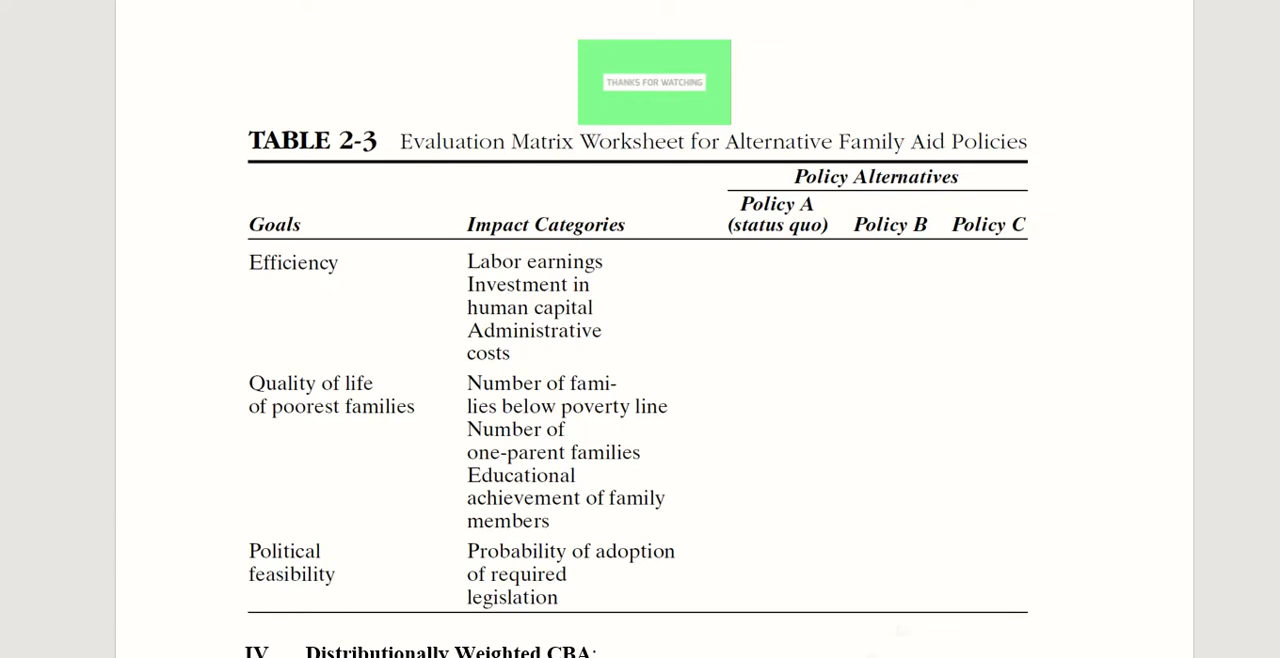 THANKS FOR WATCHING
TABLE 2-3 Evaluation Matrix Worksheet for Alternative Family Aid Policies
Policy Alternatives
Goals Impact Categories Policy A (status quo) Policy B Policy C
Efficiency Labor earnings
Investment in
human capital
Administrative
costs
Quality of life Number of fami-
of poorest families lies below poverty line
Number of
one-parent families
Educational
achievement of family
members
Political Probability of adoption
feasibility of required
legislation
IV Distributionally Weighted CBA: